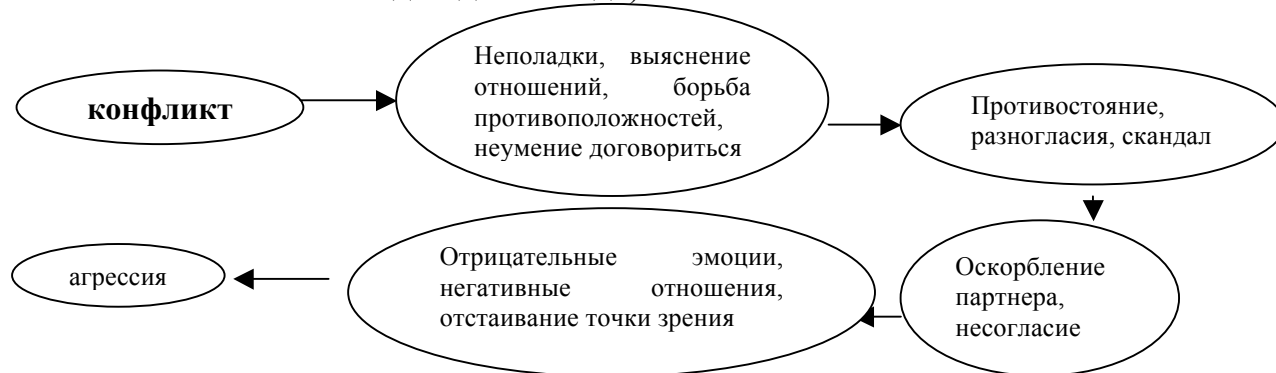 конфликт
Неполадки, выяснение
отношений, борьба
противоположностей,
неумение договориться
Противостояние,
разногласия, скандал
Оскорбление
партнера,
несогласие
Отрицательные эмоции,
негативные отношения,
отстаивание точки зрения
агрессия